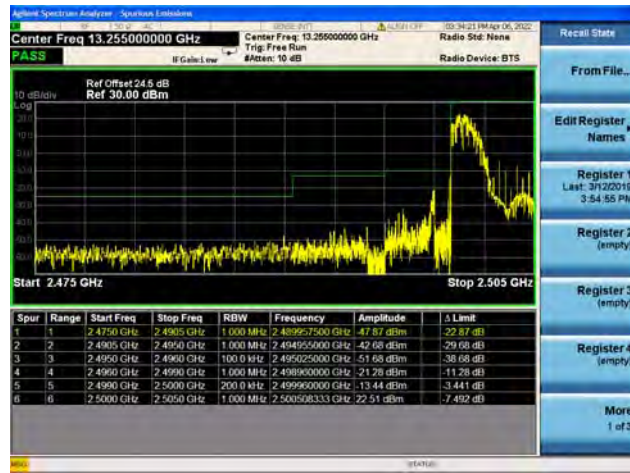 Agilent Spectrum Analyzer - Spurious Emissions
RF 50 Ω AC SENSE:INT ALIGN OFF 03:34:21 PM Apr 06, 2022
Center Freq 13.255000000 GHz
Center Freq: 13.255000000 GHz
Radio Std: None
Trig: Free Run
PASS
IFGain:Low
#Atten: 10 dB
Radio Device: BTS
Ref Offset 24.5 dB
10 dB/div Ref 30.00 dBm
Log
Start 2.475 GHz
Stop 2.505 GHz
Spur Range Start Freq Stop Freq RBW Frequency Amplitude Δ Limit
1 1 2.4750 GHz 2.4905 GHz 1.000 MHz 2.489957500 GHz -47.87 dBm -22.87 dB
2 2 2.4905 GHz 2.4950 GHz 1.000 MHz 2.494955000 GHz -42.68 dBm -29.68 dB
3 3 2.4950 GHz 2.4960 GHz 100.0 kHz 2.495025000 GHz -51.68 dBm -38.68 dB
4 4 2.4960 GHz 2.4990 GHz 1.000 MHz 2.498960000 GHz -21.28 dBm -11.28 dB
5 5 2.4990 GHz 2.5000 GHz 200.0 kHz 2.499960000 GHz -13.44 dBm -3.441 dB
6 6 2.5000 GHz 2.5050 GHz 1.000 MHz 2.500508333 GHz 22.51 dBm -7.492 dB
MSG
STATUS
Recall State
From File...
Edit Register
Names
Register 1
Last: 3/12/2019
3:54:55 PM
Register 2
(empty)
Register 3
(empty)
Register 4
(empty)
More
1 of 3